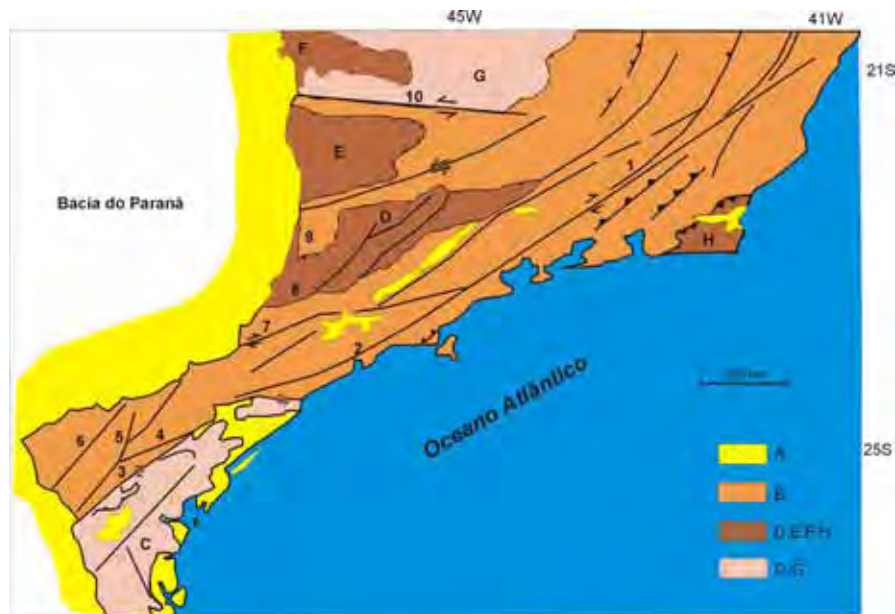 45W
41W
21S
F
G
10
E
1
Bacia do Paraná
D
9
H
8
7
2
Oceano Atlântico
6
5
4
3
25S
A
B
D,E,F,H
C